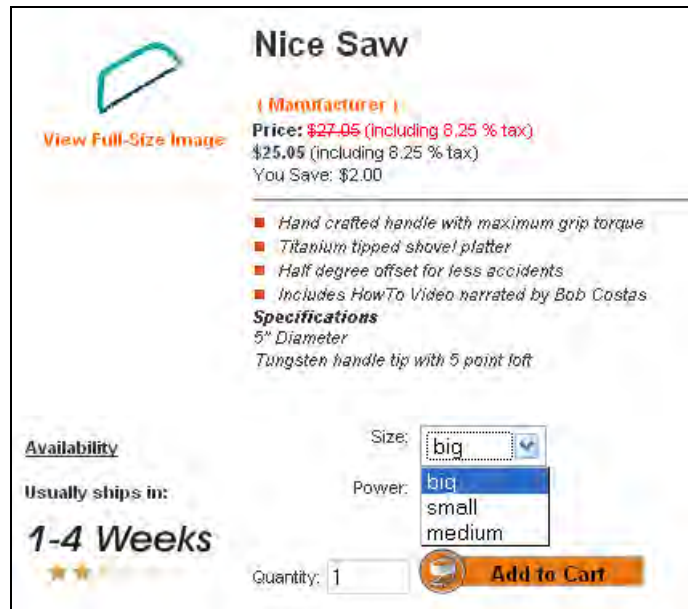 Nice Saw
( Manufacturer )
View Full-Size Image
Price: $27.05 (including 8.25 % tax)
$25.05 (including 8.25 % tax)
You Save: $2.00
Hand crafted handle with maximum grip torque
Titanium tipped shovel platter
Half degree offset for less accidents
Includes HowTo Video narrated by Bob Costas
Specifications
5" Diameter
Tungsten handle tip with 5 point loft
Availability
Usually ships in:
1-4 Weeks
Size: big
Power:
big
small
medium
Quantity: 1
Add to Cart